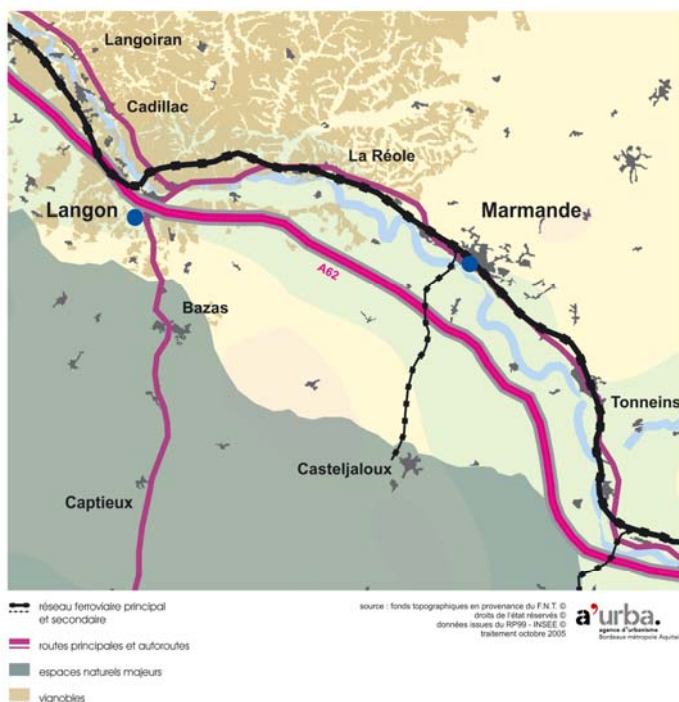 Langoiran
Cadillac
La Réole
Langon
Marmande
A62
Bazas
Tonneins
Casteljaloux
Captieux
réseau ferroviaire principal
et secondaire
routes principales et autoroutes
espaces naturels majeurs
vignobles
source : fonds topographiques en provenance du F.N.T. ©
droits de l'état réservés ©
données issues du RP99 - INSEE ©
traitement octobre 2005
a'urba.
agence d'urbanisme
Bordeaux métropole Aquitai